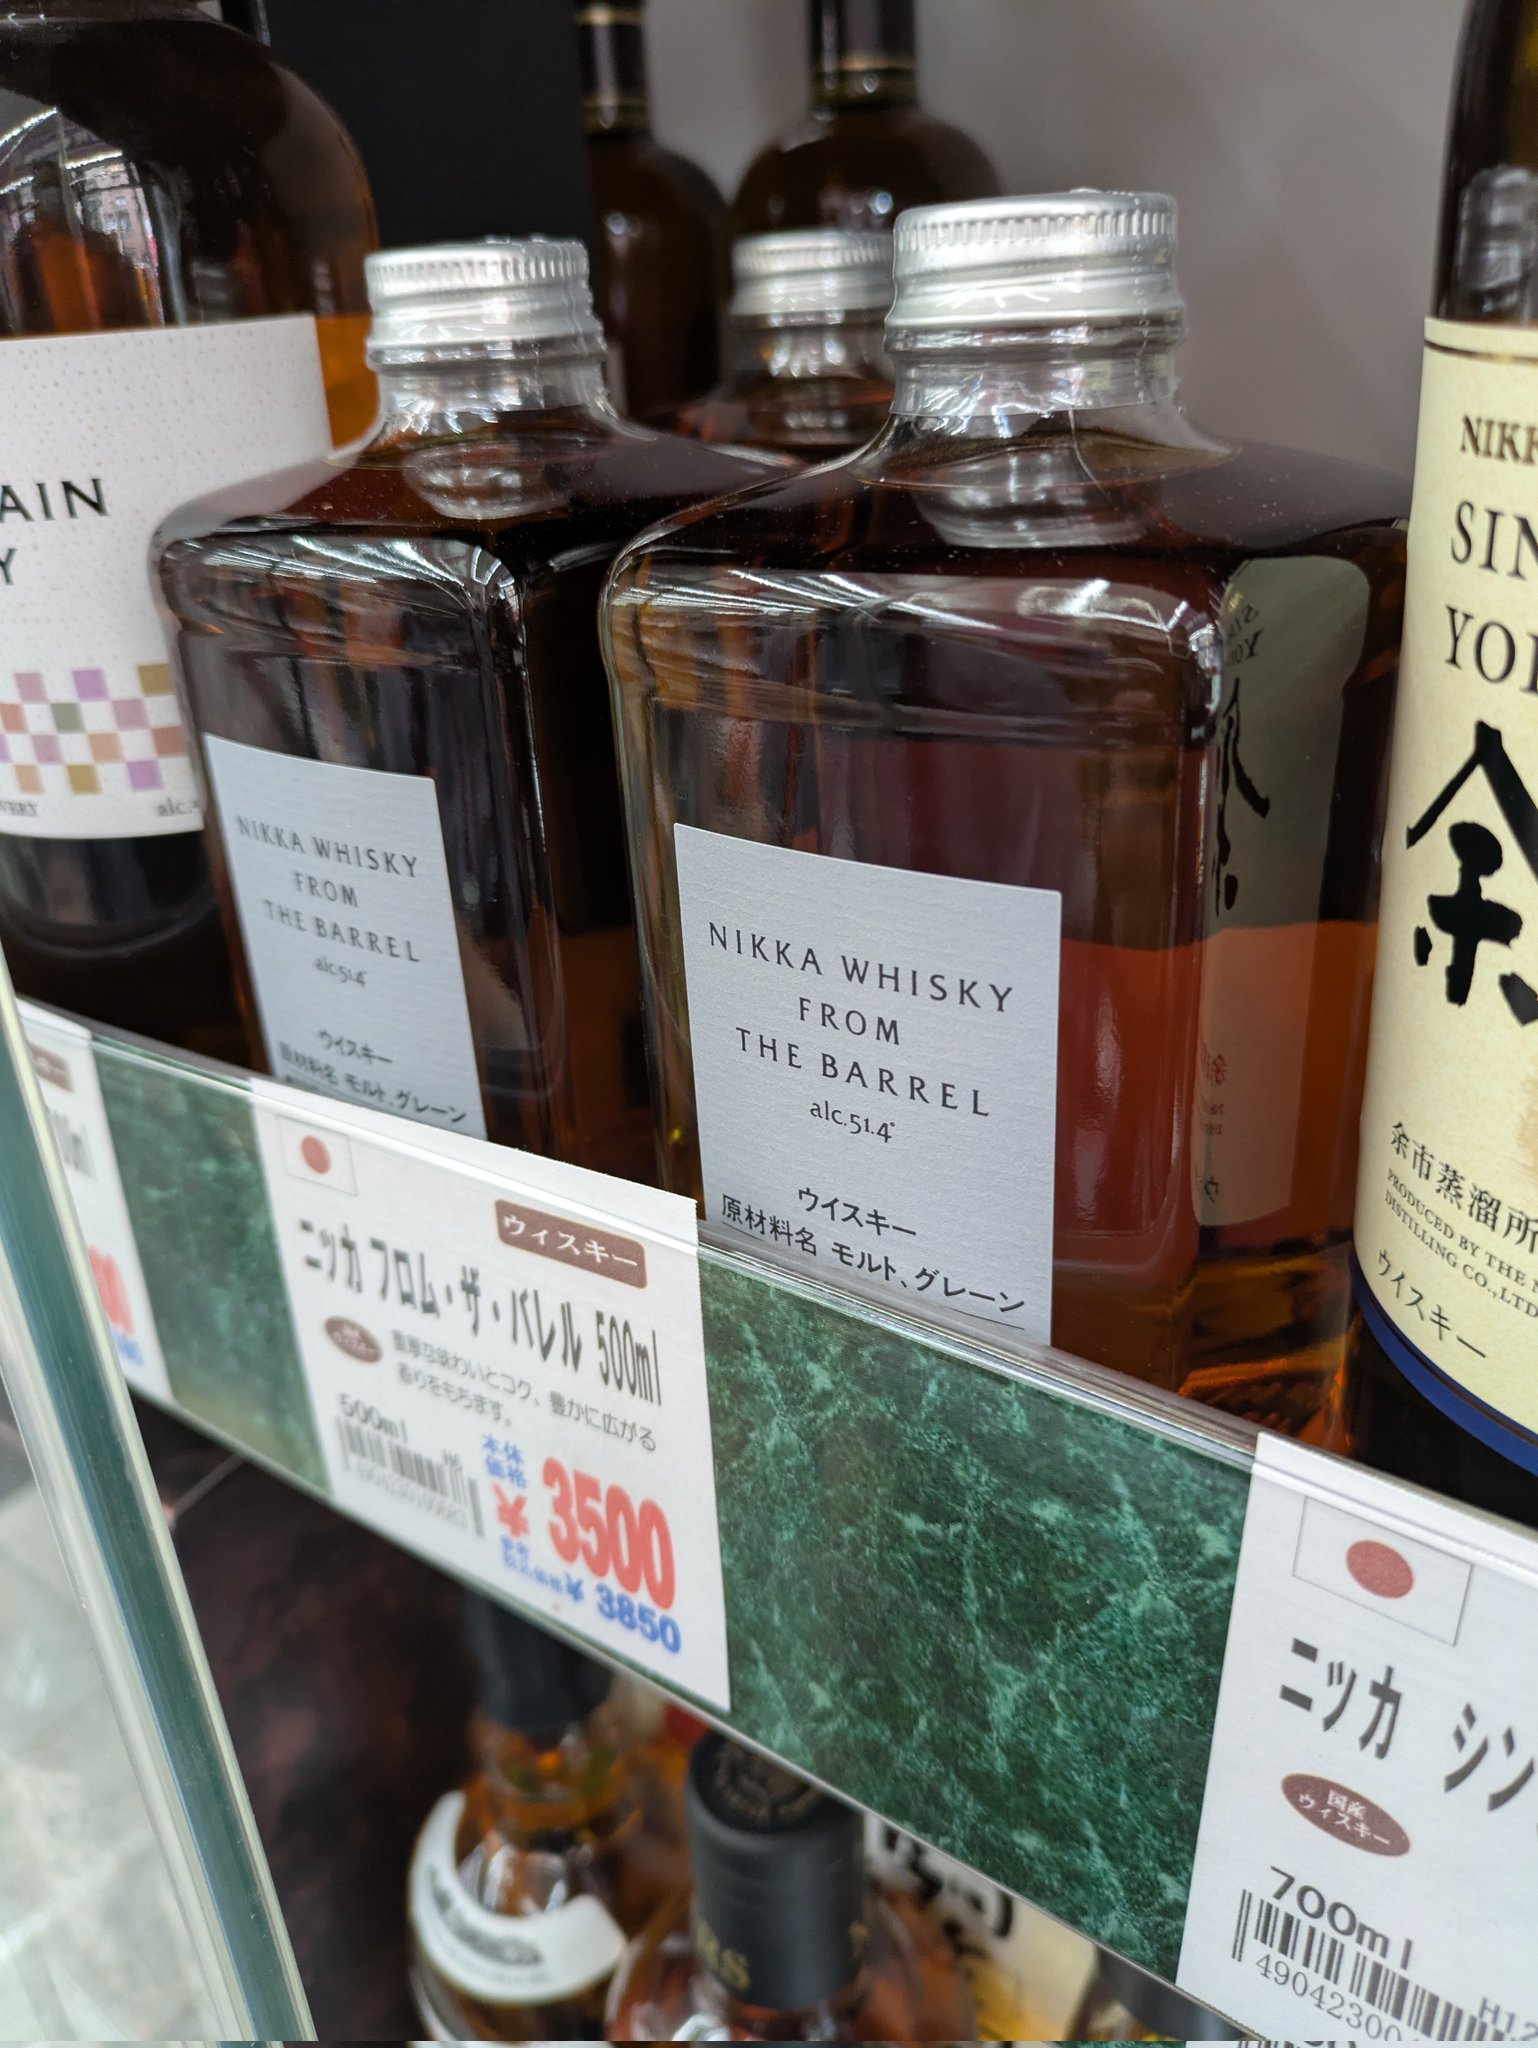 AIN
Y
VERY
alc.
NIKKA WHISKY
FROM
THE BARREL
alc.51.4°
ウイスキー
原材料名 モルト、グレーン
NIKKA WHISKY
FROM
THE BARREL
alc.51.4°
ウイスキー
原材料名 モルト、グレーン
NIKK
SIN
YOI
余
余市蒸溜所
PRODUCED BY THE
DISTILLING CO.,LTD
ウイスキー
ウィスキー
ニッカ フロム・ザ・バレル 500ml
重厚な味わいとコク、豊かに広がる
香りをもちます。
500ml
本体
価格
3500
3850
ニッカ シン
国産
ウィスキー
700ml
H1.2
49042300
RS